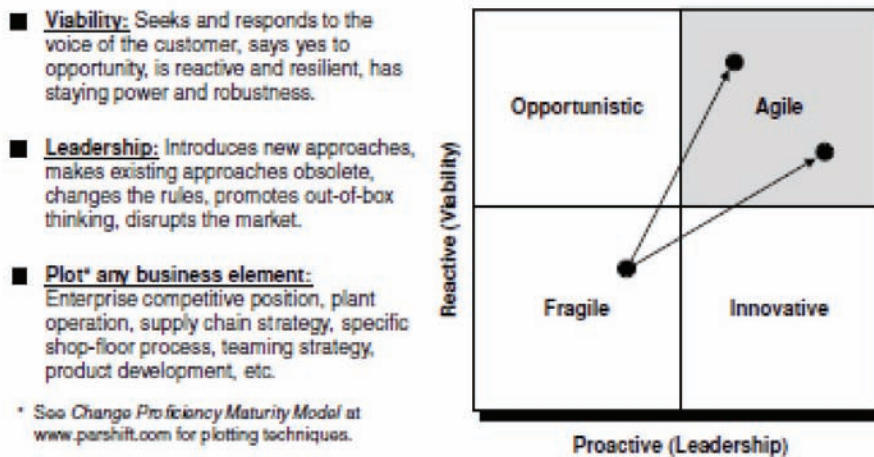 ■ Viability: Seeks and responds to the
voice of the customer, says yes to
opportunity, is reactive and resilient, has
staying power and robustness.
■ Leadership: Introduces new approaches,
makes existing approaches obsolete,
changes the rules, promotes out-of-box
thinking, disrupts the market.
■ Plot* any business element:
Enterprise competitive position, plant
operation, supply chain strategy, specific
shop-floor process, teaming strategy,
product development, etc.
* See Change Proficiency Maturity Model at
www.parshift.com for plotting techniques.
Reactive (Viability)
Opportunistic
Agile
Fragile
Innovative
Proactive (Leadership)